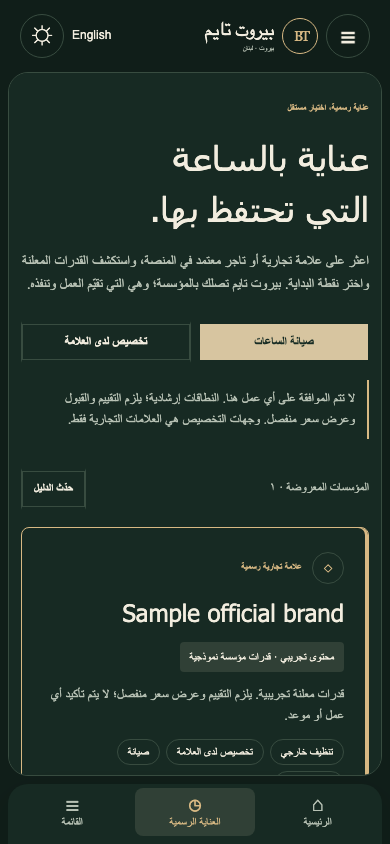 بيروت تايم
بيروت · لبنان
BT
English
عناية رسمية، اختيار مستقل
عناية بالساعة
التي تحتفظ بها.
اعثر على علامة تجارية أو تاجر معتمد في المنصة، واستكشف القدرات المعلنة
واختر نقطة البداية. بيروت تايم تصلك بالمؤسسة؛ وهي التي تقيّم العمل وتنفذه.
صيانة الساعات
تخصيص لدى العلامة
لا تتم الموافقة على أي عمل هنا. النطاقات إرشادية؛ يلزم التقييم والقبول
وعرض سعر منفصل. وجهات التخصيص هي العلامات التجارية فقط.
المؤسسات المعروضة · ١
حدّث الدليل
علامة تجارية رسمية
Sample official brand
محتوى تجريبي · قدرات مؤسسة نموذجية
قدرات معلنة تجريبية. يلزم التقييم وعرض سعر منفصل؛ لا يتم تأكيد أي
عمل أو موعد.
تنظيف خارجي
تخصيص لدى العلامة
صيانة
الرئيسية
العناية الرسمية
القائمة